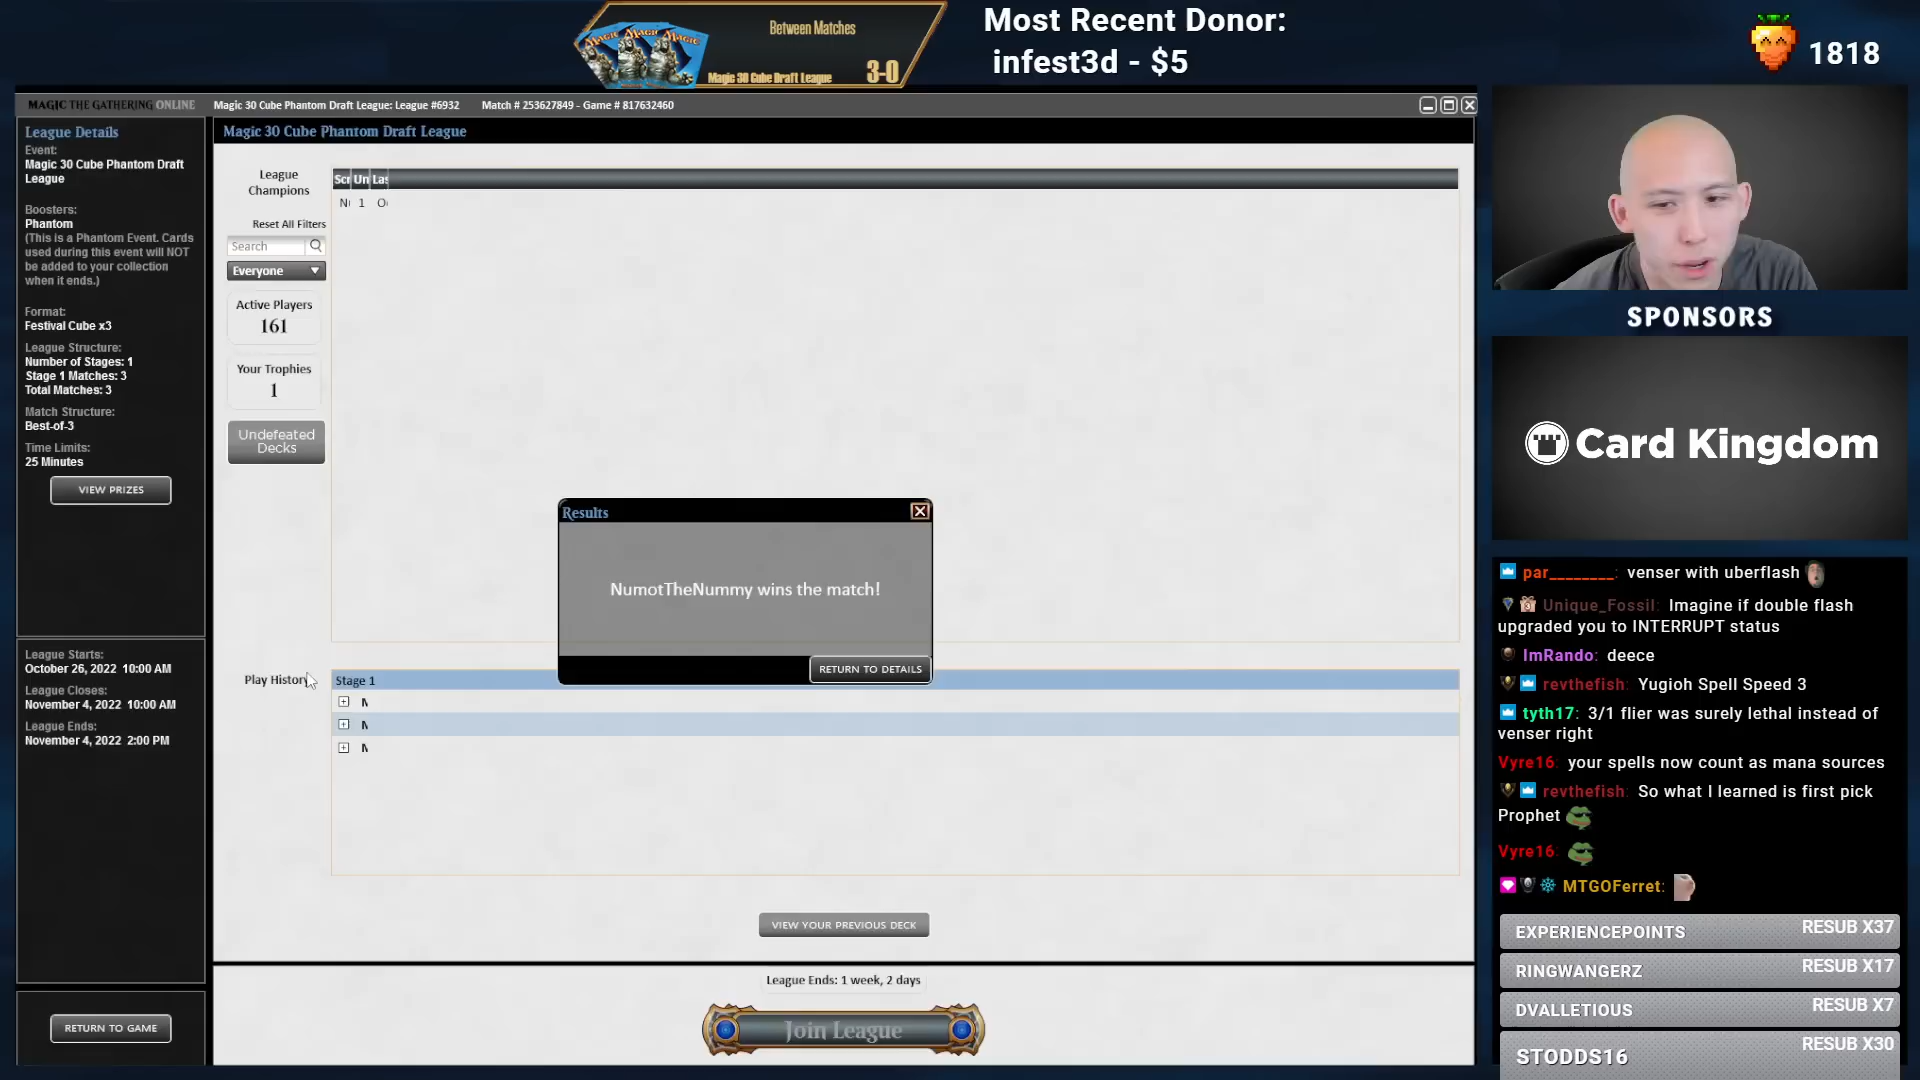 Between Matches
Magic 30 Cube Draft League 3-0
Most Recent Donor:
infest3d - $5
1818
MAGIC THE GATHERING ONLINE
Magic 30 Cube Phantom Draft League: League #6932
Match # 253627849 - Game # 817632460
League Details
Event:
Magic 30 Cube Phantom Draft
League
Boosters:
Phantom
(This is a Phantom Event. Cards
used during this event will NOT
be added to your collection
when it ends.)
Format:
Festival Cube x3
League Structure:
Number of Stages: 1
Stage 1 Matches: 3
Total Matches: 3
Match Structure:
Best-of-3
Time Limits:
25 Minutes
VIEW PRIZES
League Starts:
October 26, 2022 10:00 AM
League Closes:
November 4, 2022 10:00 AM
League Ends:
November 4, 2022 2:00 PM
RETURN TO GAME
Magic 30 Cube Phantom Draft League
League
Champions
Reset All Filters
Search
Everyone
Active Players
161
Your Trophies
1
Undefeated
Decks
Scr Un Las
Nu 1 Oc
Results
NumotTheNummy wins the match!
RETURN TO DETAILS
Play History
Stage 1
M
M
M
VIEW YOUR PREVIOUS DECK
League Ends: 1 week, 2 days
Join League
SPONSORS
Card Kingdom
par________: venser with uberflash
Unique_Fossil: Imagine if double flash
upgraded you to INTERRUPT status
ImRando: deece
revthefish: Yugioh Spell Speed 3
tyth17: 3/1 flier was surely lethal instead of
venser right
Vyre16: your spells now count as mana sources
revthefish: So what I learned is first pick
Prophet
Vyre16:
MTGOFerret:
EXPERIENCEPOINTS RESUB X37
RINGWANGERZ RESUB X17
DVALLETIOUS RESUB X7
STODDS16 RESUB X30